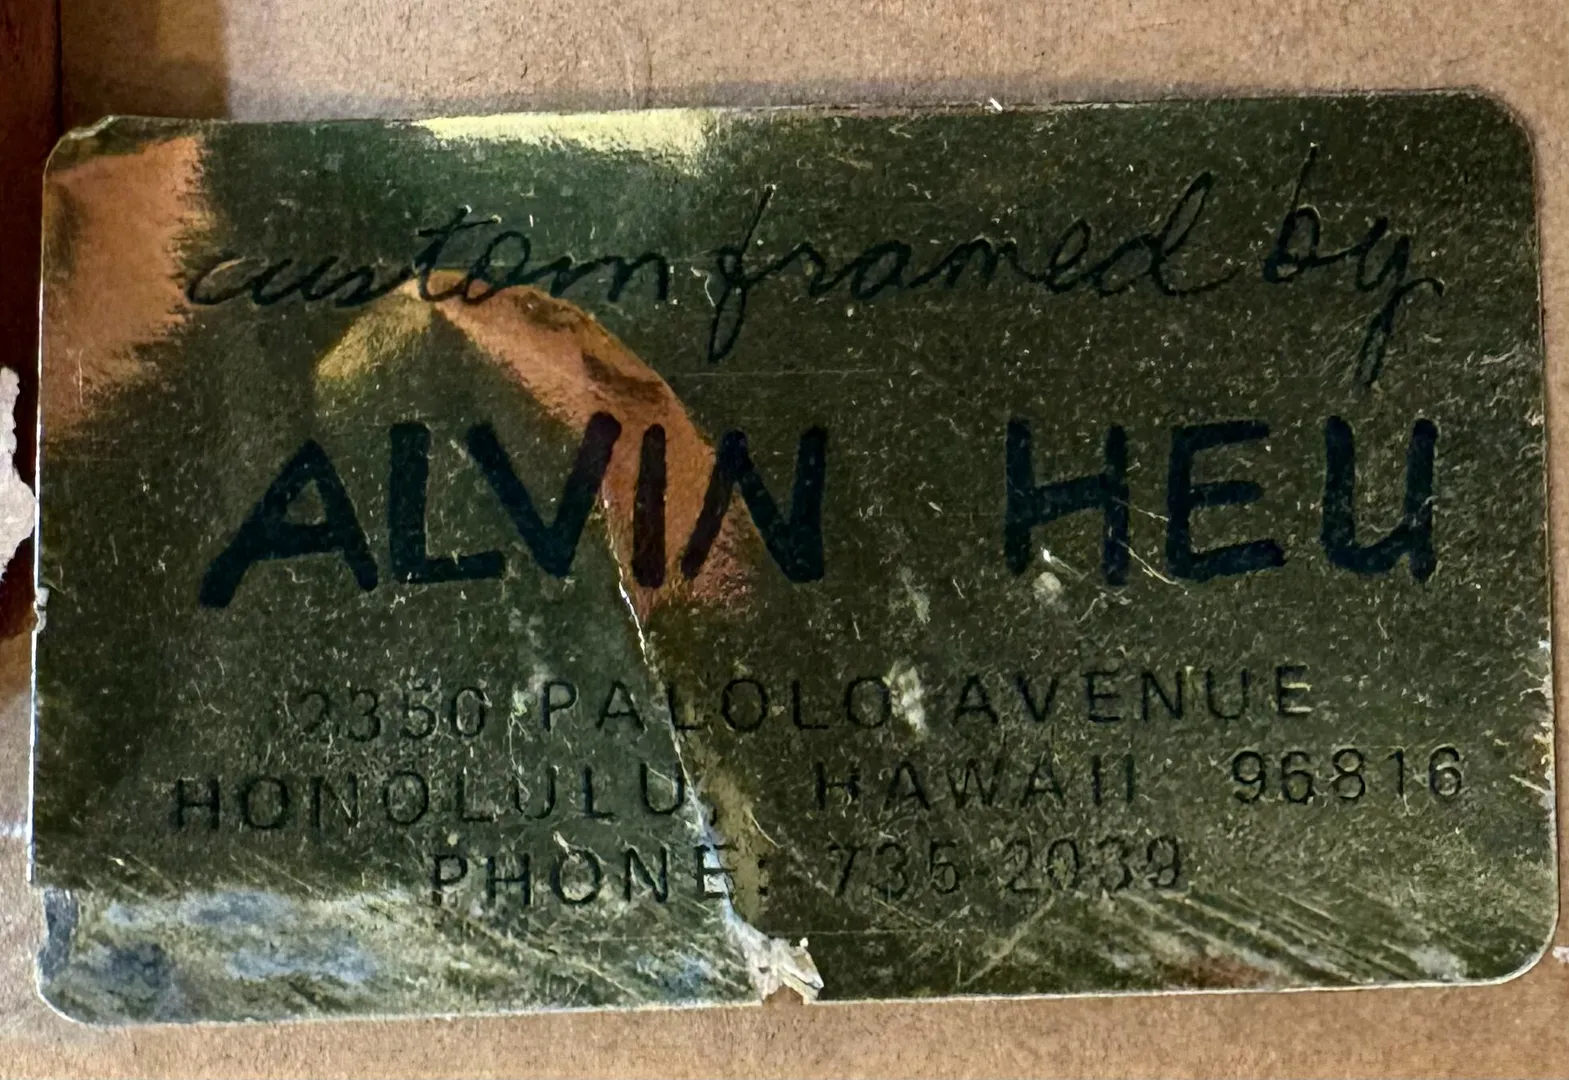 custom framed by
ALVIN HEU
2350 PALOLO AVENUE
HONOLULU, HAWAII 96816
PHONE: 735-2039